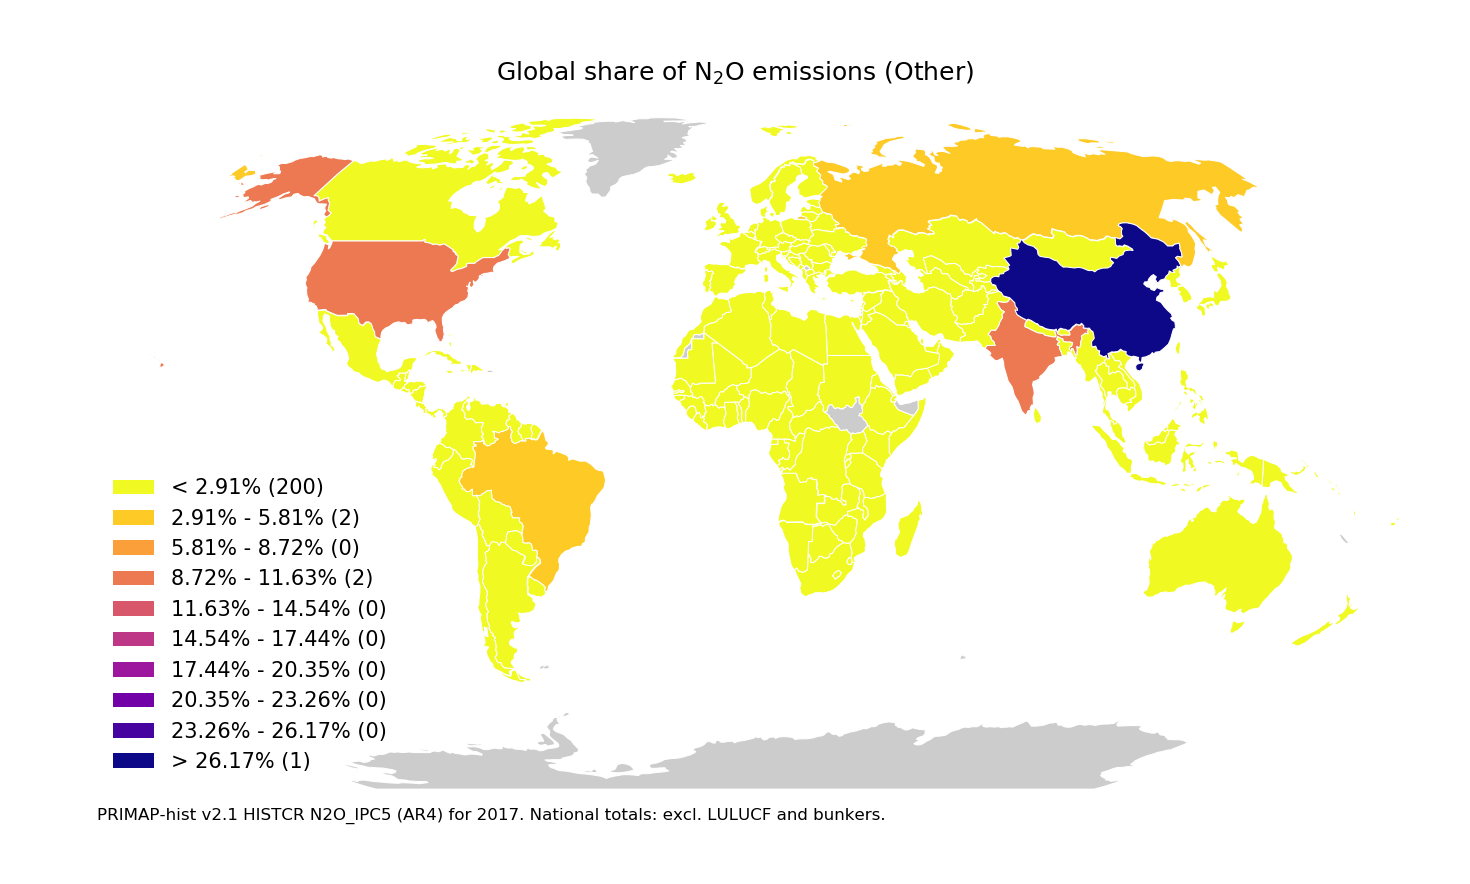 Global share of N₂O emissions (Other)
< 2.91% (200)
2.91% - 5.81% (2)
5.81% - 8.72% (0)
8.72% - 11.63% (2)
11.63% - 14.54% (0)
14.54% - 17.44% (0)
17.44% - 20.35% (0)
20.35% - 23.26% (0)
23.26% - 26.17% (0)
> 26.17% (1)
PRIMAP-hist v2.1 HISTCR N2O_IPC5 (AR4) for 2017. National totals: excl. LULUCF and bunkers.